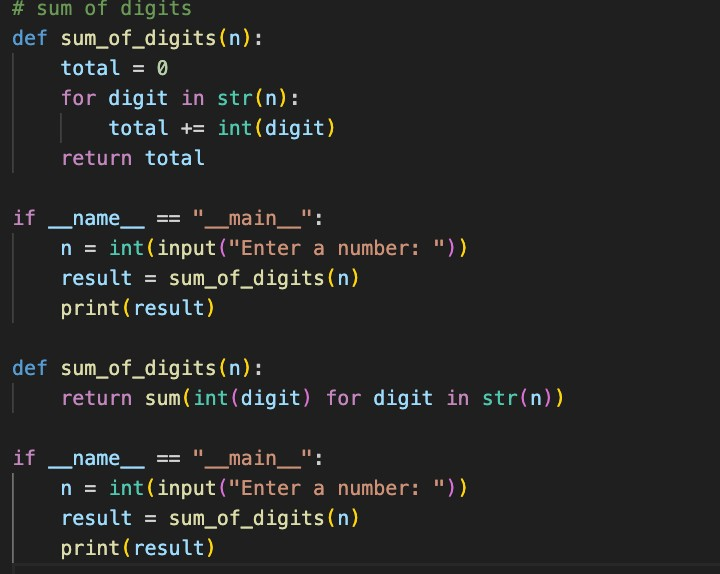 # sum of digits
def sum_of_digits(n):
    total = 0
    for digit in str(n):
        total += int(digit)
    return total

if __name__ == "__main__":
    n = int(input("Enter a number: "))
    result = sum_of_digits(n)
    print(result)

def sum_of_digits(n):
    return sum(int(digit) for digit in str(n))

if __name__ == "__main__":
    n = int(input("Enter a number: "))
    result = sum_of_digits(n)
    print(result)